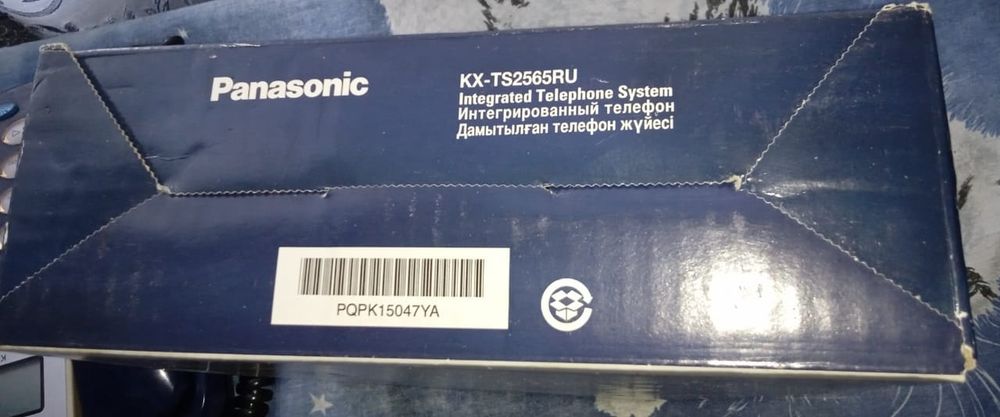 Panasonic
KX-TS2565RU
Integrated Telephone System
Интегрированный телефон
Дамытылған телефон жүйесі
PQPK15047YA